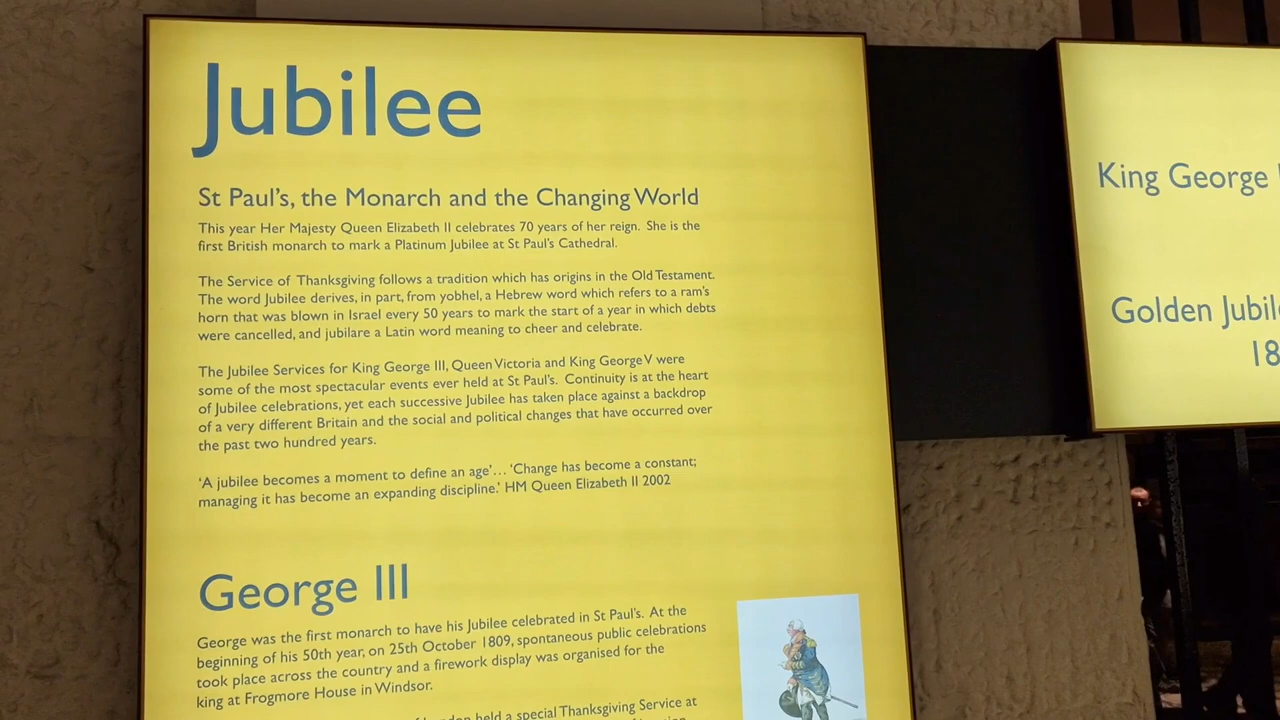 Jubilee
St Paul's, the Monarch and the Changing World
This year Her Majesty Queen Elizabeth II celebrates 70 years of her reign. She is the
first British monarch to mark a Platinum Jubilee at St Paul's Cathedral.
The Service of Thanksgiving follows a tradition which has origins in the Old Testament.
The word Jubilee derives, in part, from yobhel, a Hebrew word which refers to a ram's
horn that was blown in Israel every 50 years to mark the start of a year in which debts
were cancelled, and jubilare a Latin word meaning to cheer and celebrate.
The Jubilee Services for King George III, Queen Victoria and King George V were
some of the most spectacular events ever held at St Paul's. Continuity is at the heart
of Jubilee celebrations, yet each successive Jubilee has taken place against a backdrop
of a very different Britain and the social and political changes that have occurred over
the past two hundred years.
'A jubilee becomes a moment to define an age'... 'Change has become a constant;
managing it has become an expanding discipline.' HM Queen Elizabeth II 2002
George III
George was the first monarch to have his Jubilee celebrated in St Paul's. At the
beginning of his 50th year, on 25th October 1809, spontaneous public celebrations
took place across the country and a firework display was organised for the
king at Frogmore House in Windsor.
held a special Thanksgiving Service at
King George
Golden
18